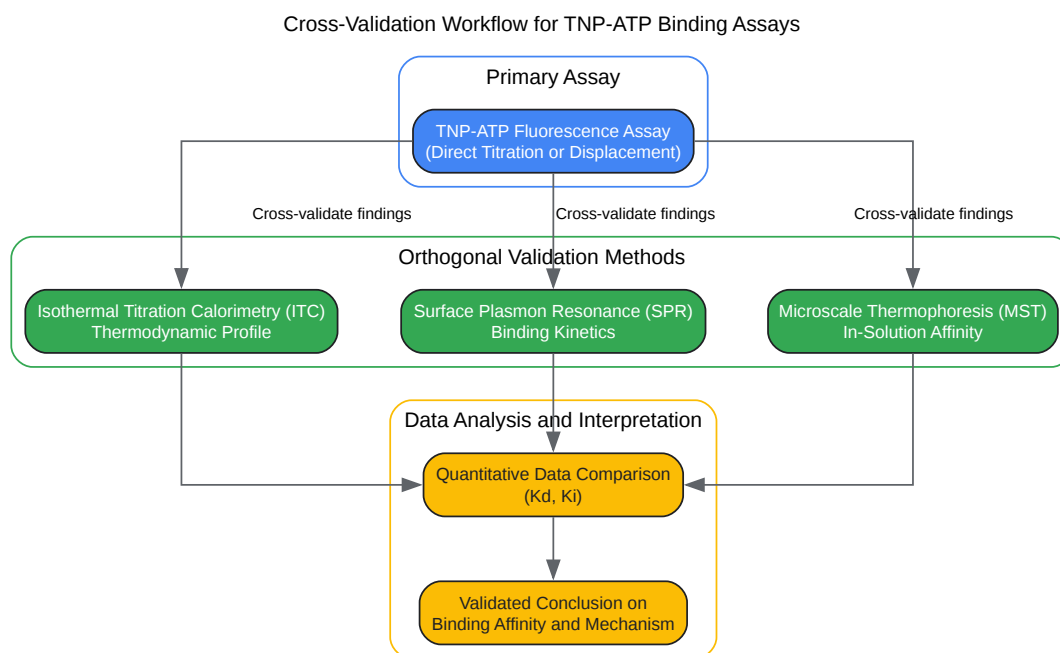 Cross-Validation Workflow for TNP-ATP Binding Assays
Primary Assay
TNP-ATP Fluorescence Assay
(Direct Titration or Displacement)
Cross-validate findings
Cross-validate findings
Cross-validate findings
Orthogonal Validation Methods
Isothermal Titration Calorimetry (ITC)
Thermodynamic Profile
Surface Plasmon Resonance (SPR)
Binding Kinetics
Microscale Thermophoresis (MST)
In-Solution Affinity
Data Analysis and Interpretation
Quantitative Data Comparison
(Kd, Ki)
Validated Conclusion on
Binding Affinity and Mechanism